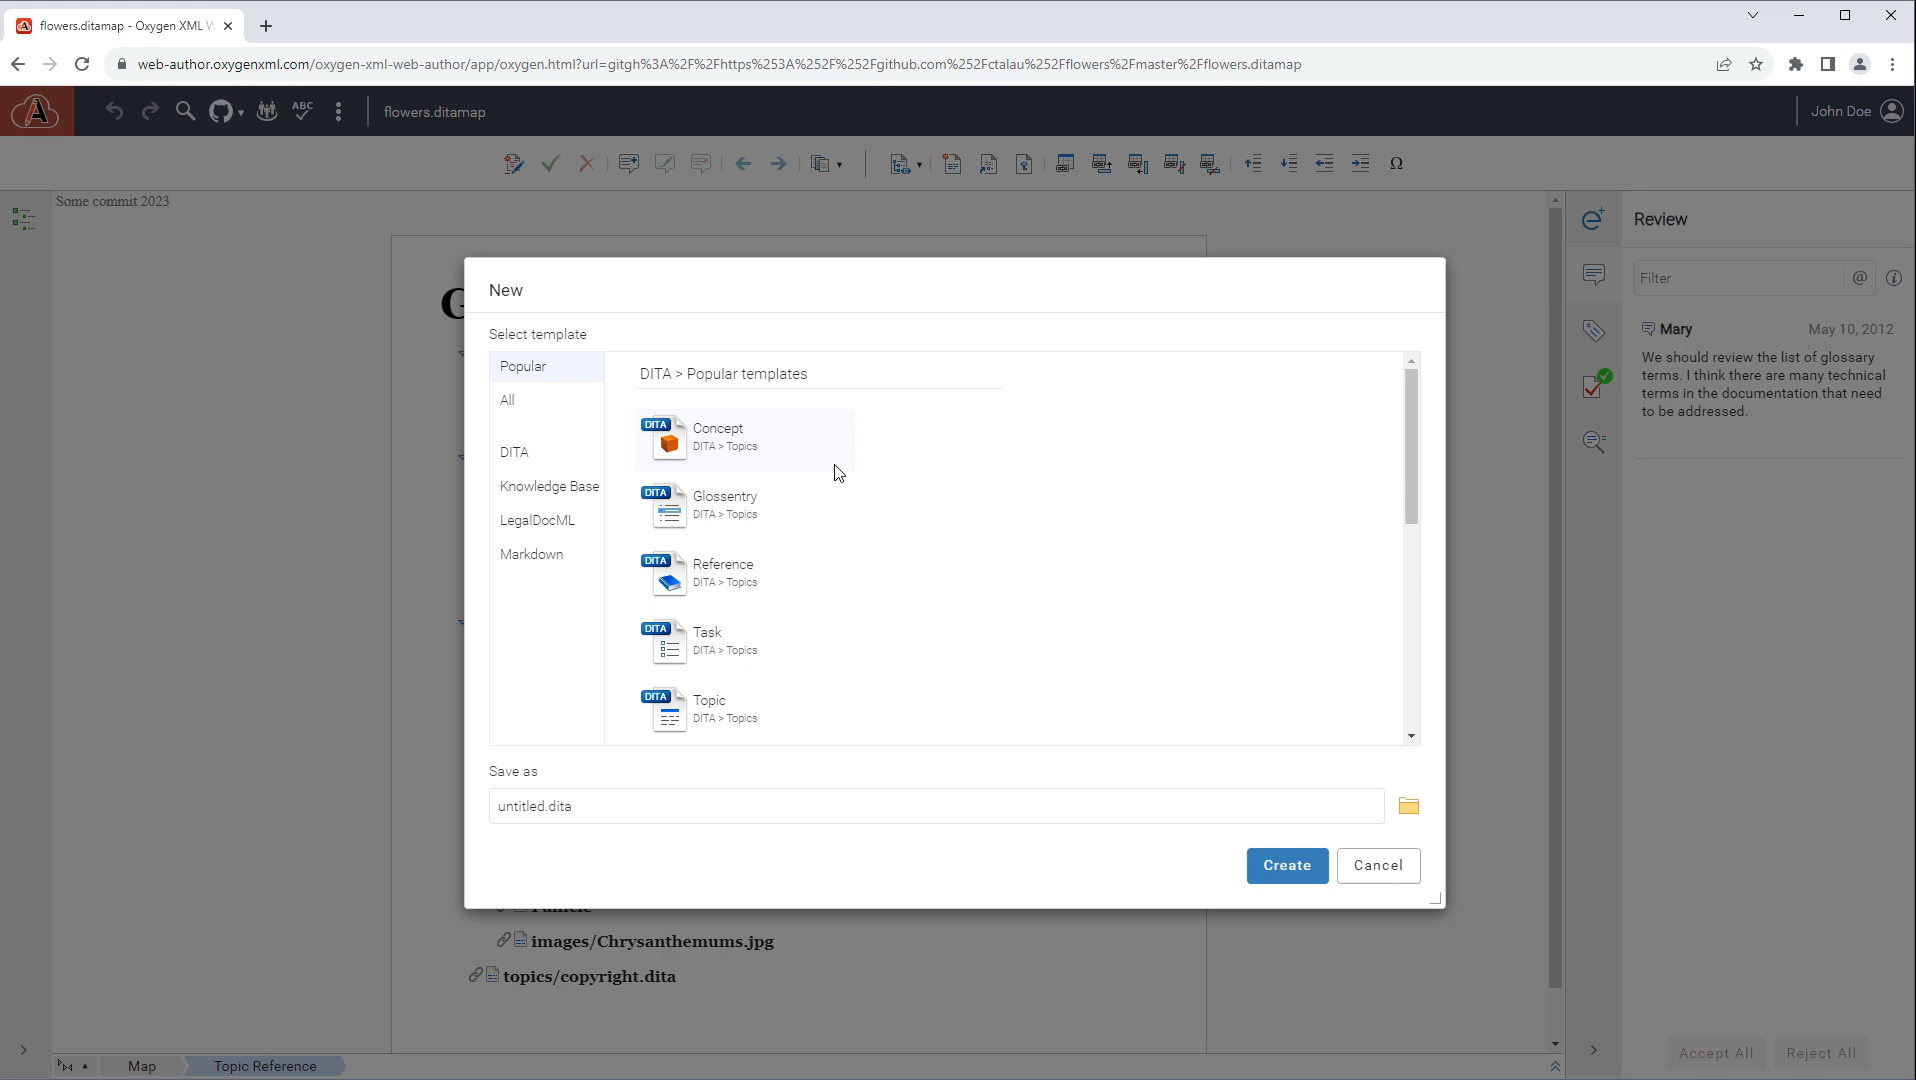 flowers.ditamap - Oxygen XML W
web-author.oxygenxml.com/oxygen-xml-web-author/app/oxygen.html?url=gitgh%3A%2F%2Fhttps%253A%252F%252Fgithub.com%252Fctalau%252Fflowers%2Fmaster%2Fflowers.ditamap
ABC
flowers.ditamap
John Doe
Ω
Some commit 2023
Review
G
New
Filter
@
Select template
Mary
May 10, 2012
We should review the list of glossary
terms. I think there are many technical
terms in the documentation that need
to be addressed.
Popular
All
DITA
Knowledge Base
LegalDocML
Markdown
DITA > Popular templates
DITA
Concept
DITA > Topics
DITA
Glossentry
DITA > Topics
DITA
Reference
DITA > Topics
DITA
Task
DITA > Topics
DITA
Topic
DITA > Topics
Save as
untitled.dita
Create
Cancel
images/Chrysanthemums.jpg
topics/copyright.dita
Map
Topic Reference
Accept All
Reject All